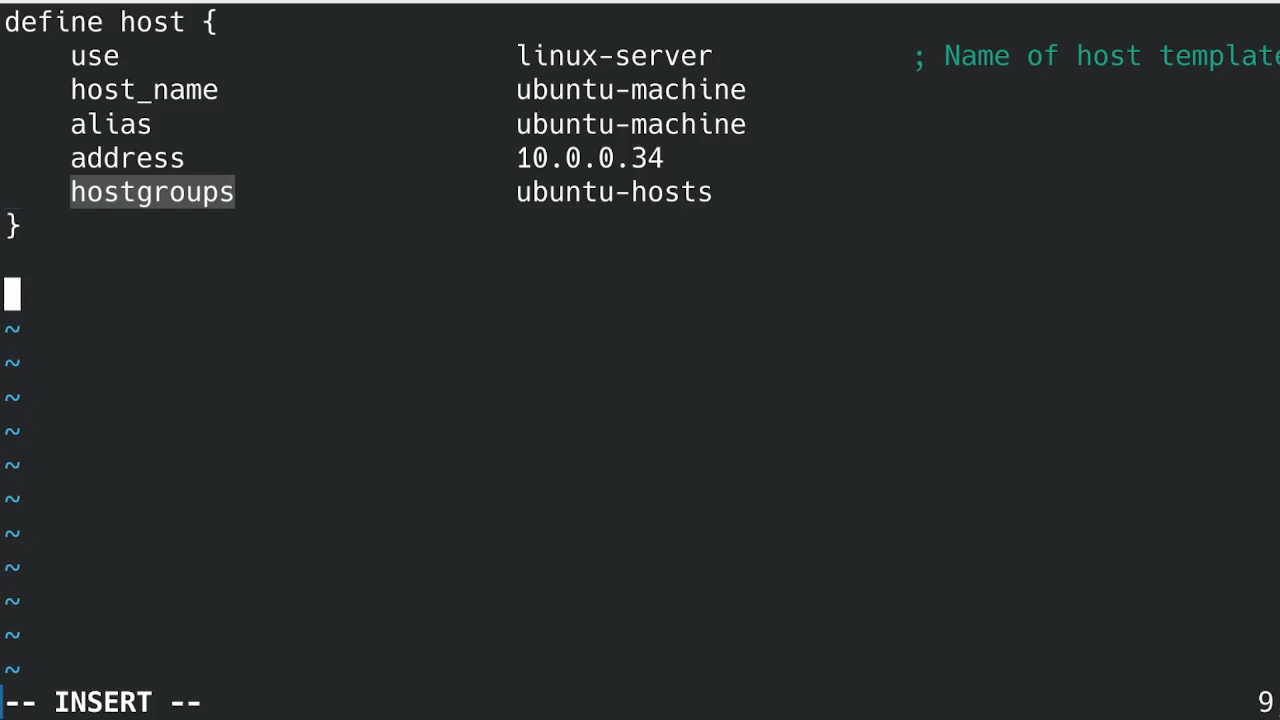 define host {
    use                        linux-server            ; Name of host template
    host_name                  ubuntu-machine
    alias                      ubuntu-machine
    address                    10.0.0.34
    hostgroups                 ubuntu-hosts
}
~
~
~
~
~
~
~
~
~
~
~
-- INSERT --                                                                 9